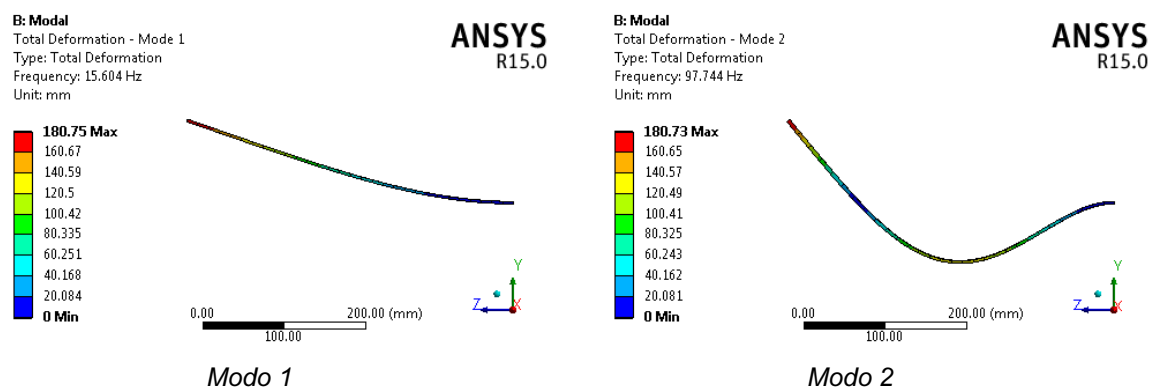 B: Modal
Total Deformation - Mode 1
Type: Total Deformation
Frequency: 15.604 Hz
Unit: mm
ANSYS
R15.0
180.75 Max
160.67
140.59
120.5
100.42
80.335
60.251
40.168
20.084
0 Min
0.00
200.00 (mm)
100.00
Y
Z
X
Modo 1
B: Modal
Total Deformation - Mode 2
Type: Total Deformation
Frequency: 97.744 Hz
Unit: mm
ANSYS
R15.0
180.73 Max
160.65
140.57
120.49
100.41
80.325
60.243
40.162
20.081
0 Min
0.00
200.00 (mm)
100.00
Y
Z
X
Modo 2